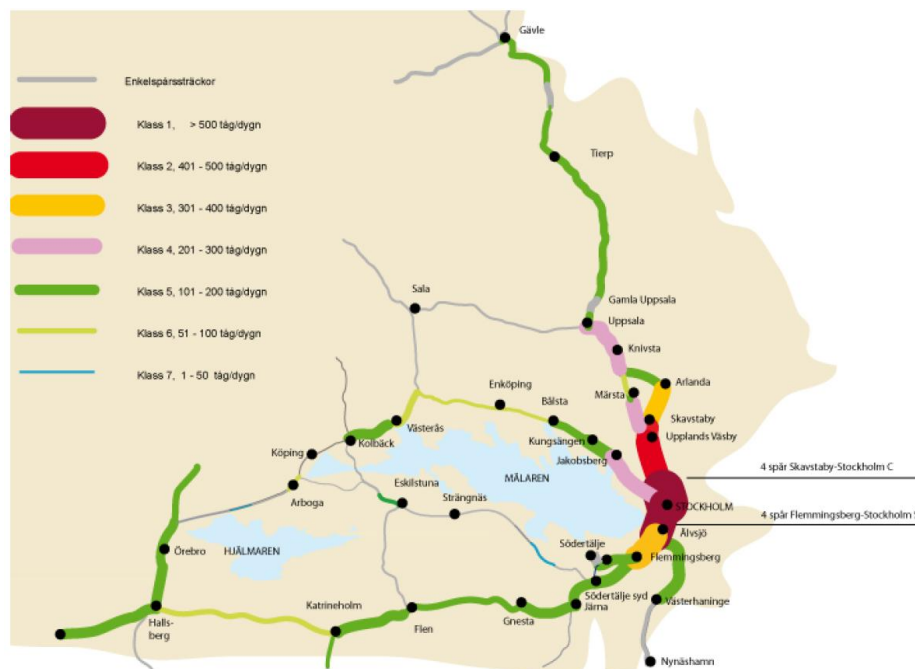 Gävle
Enkelspårssträckor
Klass 1, > 500 tåg/dygn
Klass 2, 401 - 500 tåg/dygn
Klass 3, 301 - 400 tåg/dygn
Klass 4, 201 - 300 tåg/dygn
Klass 5, 101 - 200 tåg/dygn
Klass 6, 51 - 100 tåg/dygn
Klass 7, 1 - 50 tåg/dygn
Tierp
Sala
Gamla Uppsala
Uppsala
Knivsta
Arlanda
Märsta
Enköping
Bålsta
Skavstaby
Upplands Väsby
Västerås
Kolbäck
Kungsängen
Jakobsberg
Köping
4 spår Skavstaby-Stockholm C
Eskilstuna
Strängnäs
MÄLAREN
STOCKHOLM
Arboga
4 spår Flemmingsberg-Stockholm S
Älvsjö
Örebro
HJÄLMAREN
Södertälje
Flemmingsberg
Södertälje syd
Järna
Västerhaninge
Katrineholm
Halls-
berg
Flen
Gnesta
Nynäshamn